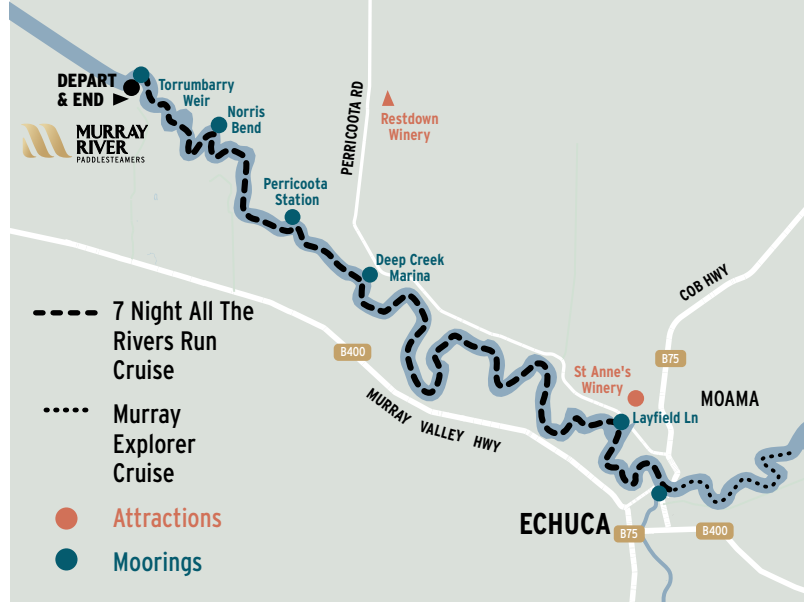 DEPART
& END
Torrumbarry
Weir
Norris
Bend
MURRAY
RIVER
PADDLESTEAMERS
PERRICOOTA RD
Restdown
Winery
Perricoota
Station
Deep Creek
Marina
COB HWY
7 Night All The
Rivers Run
Cruise
B400
B75
St Anne's
Winery
MOAMA
MURRAY VALLEY HWY
Layfield Ln
Murray
Explorer
Cruise
Attractions
Moorings
ECHUCA
B75
B400